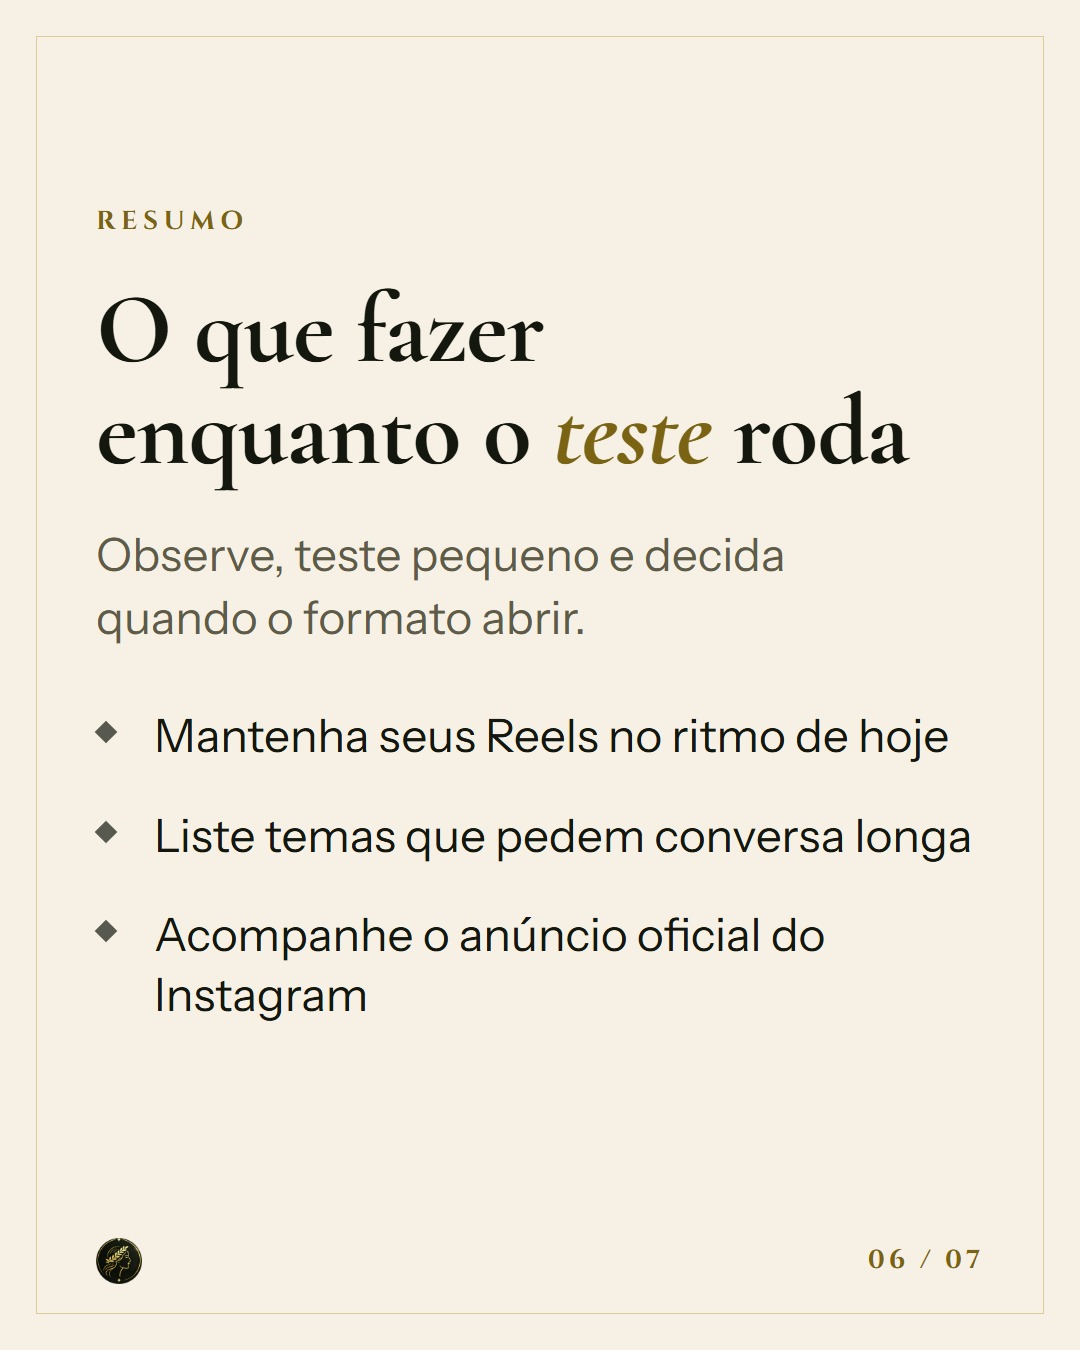 RESUMO
O que fazer
enquanto o teste roda
Observe, teste pequeno e decida
quando o formato abrir.
Mantenha seus Reels no ritmo de hoje
Liste temas que pedem conversa longa
Acompanhe o anúncio oficial do
Instagram
06 / 07